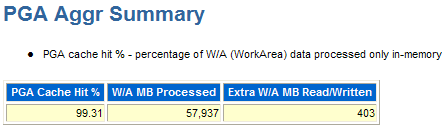 PGA Aggr Summary
PGA cache hit % - percentage of W/A (WorkArea) data processed only in-memory
PGA Cache Hit % W/A MB Processed Extra W/A MB Read/Written
99.31 57,937 403